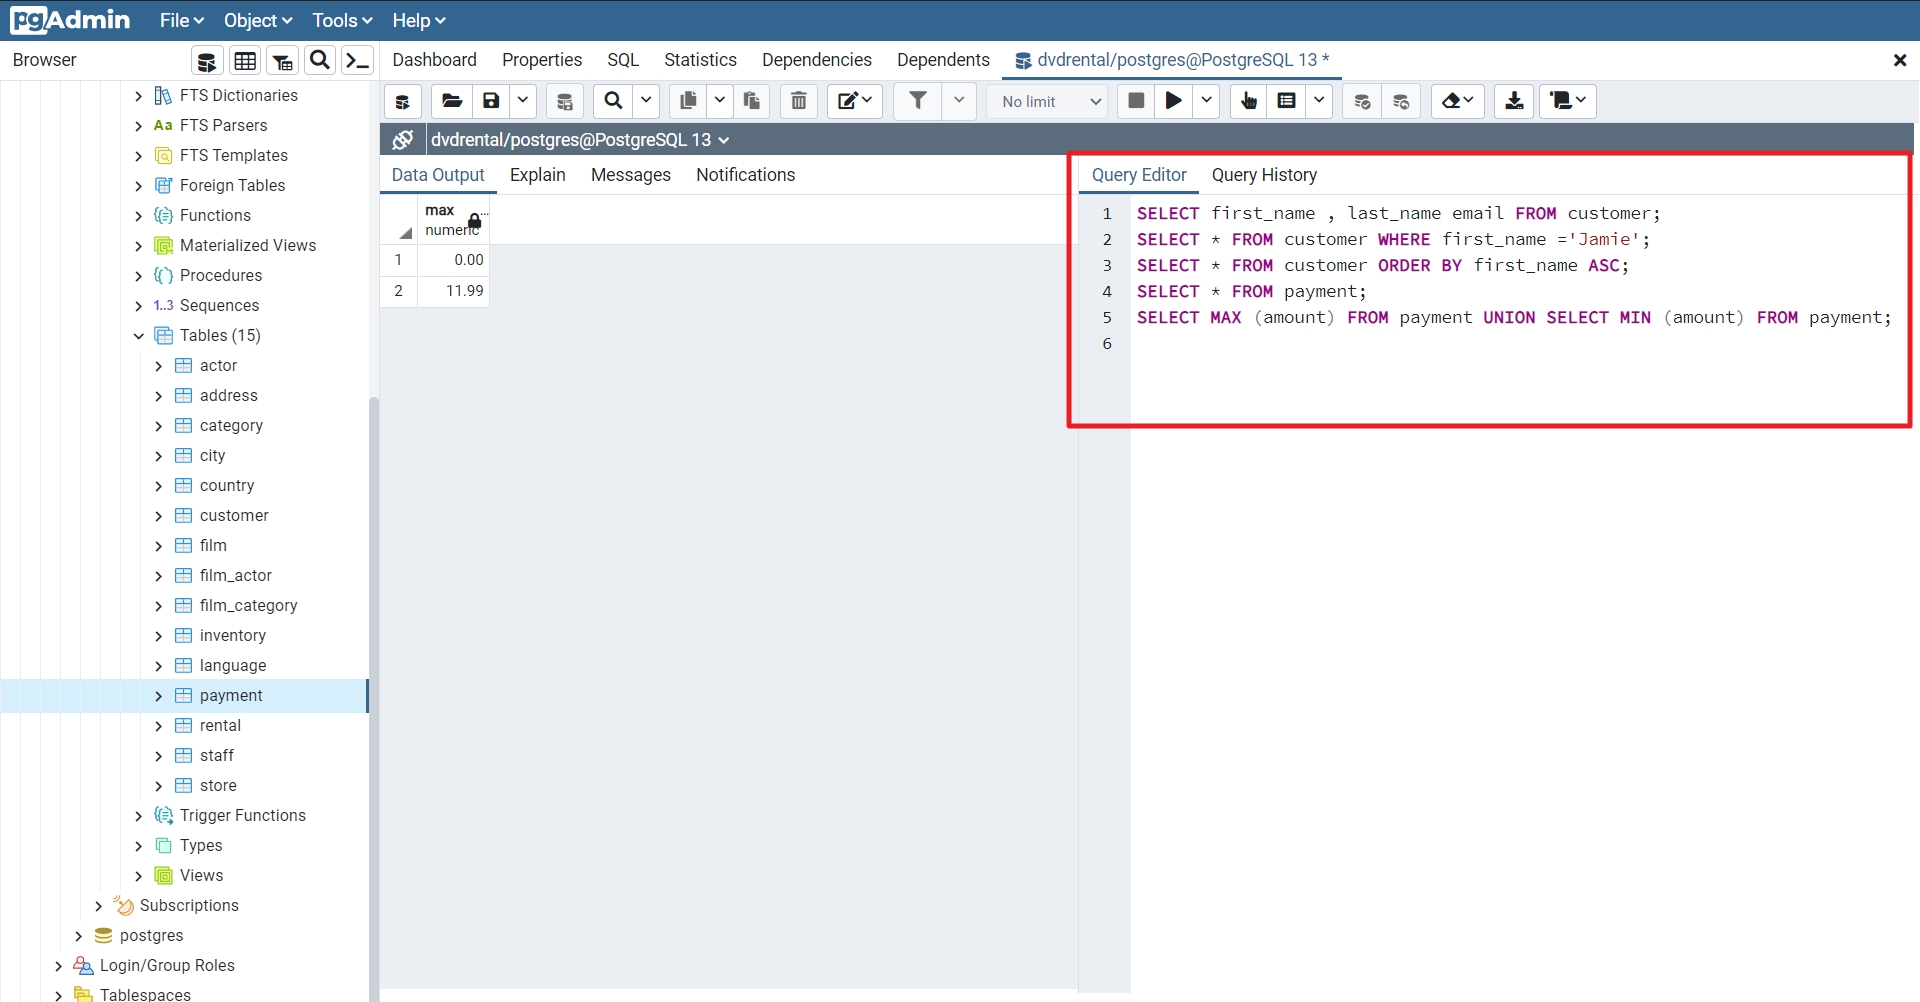 pgAdmin File Object Tools Help
Browser
Dashboard Properties SQL Statistics Dependencies Dependents dvdrental/postgres@PostgreSQL 13 *
No limit
dvdrental/postgres@PostgreSQL 13
FTS Dictionaries
Aa FTS Parsers
FTS Templates
Foreign Tables
Functions
Materialized Views
Procedures
1..3 Sequences
Tables (15)
actor
address
category
city
country
customer
film
film_actor
film_category
inventory
language
payment
rental
staff
store
Trigger Functions
Types
Views
Subscriptions
postgres
Login/Group Roles
Tablespaces
Data Output Explain Messages Notifications
max ...
numeric
1 0.00
2 11.99
Query Editor Query History
1 SELECT first_name , last_name email FROM customer;
2 SELECT * FROM customer WHERE first_name ='Jamie';
3 SELECT * FROM customer ORDER BY first_name ASC;
4 SELECT * FROM payment;
5 SELECT MAX (amount) FROM payment UNION SELECT MIN (amount) FROM payment;
6